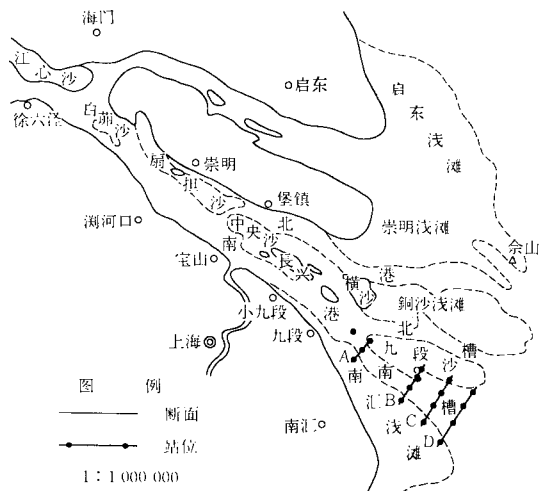 海门
江心沙
启东
启东浅滩
徐六泾
白茆沙
崇明
扁担沙
堡镇
浏河口
中央沙
北港
南港
崇明浅滩
佘山
宝山
長兴
横沙
銅沙浅滩
小九段
九段
北槽
上海
A
九段沙
南槽
图 例
断面
站位
南汇
南汇浅滩
B
C
D
1:1 000 000